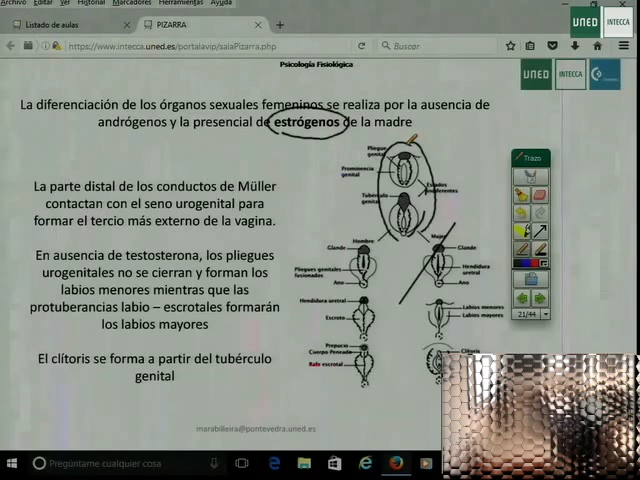 Archivo Editar Ver Historial Marcadores Herramientas Ayuda
Listado de aulas
PIZARRA
https://www.intecca.uned.es/portalavip/salaPizarra.php
Buscar
UNED
INTECCA
Psicología Fisiológica
UNED
INTECCA
La diferenciación de los órganos sexuales femeninos se realiza por la ausencia de
andrógenos y la presencial de estrógenos de la madre
La parte distal de los conductos de Müller
contactan con el seno urogenital para
formar el tercio más externo de la vagina.
En ausencia de testosterona, los pliegues
urogenitales no se cierran y forman los
labios menores mientras que las
protuberancias labio – escrotales formarán
los labios mayores
El clítoris se forma a partir del tubérculo
genital
Pliegue
genital
Prominencia
genital
Tubérculo
genital
Estados
indiferentes
Hombre
Mujer
Glande
Glande
Pliegues genitales
fusionados
Hendidura
uretral
Ano
Ano
Hendidura uretral
Labios menores
Escroto
Labios mayores
Prepucio
Cuerpo Peneado
Clítoris
Rafe escrotal
Trazo
21/44
marabilleira@pontevedra.uned.es
Pregúntame cualquier cosa